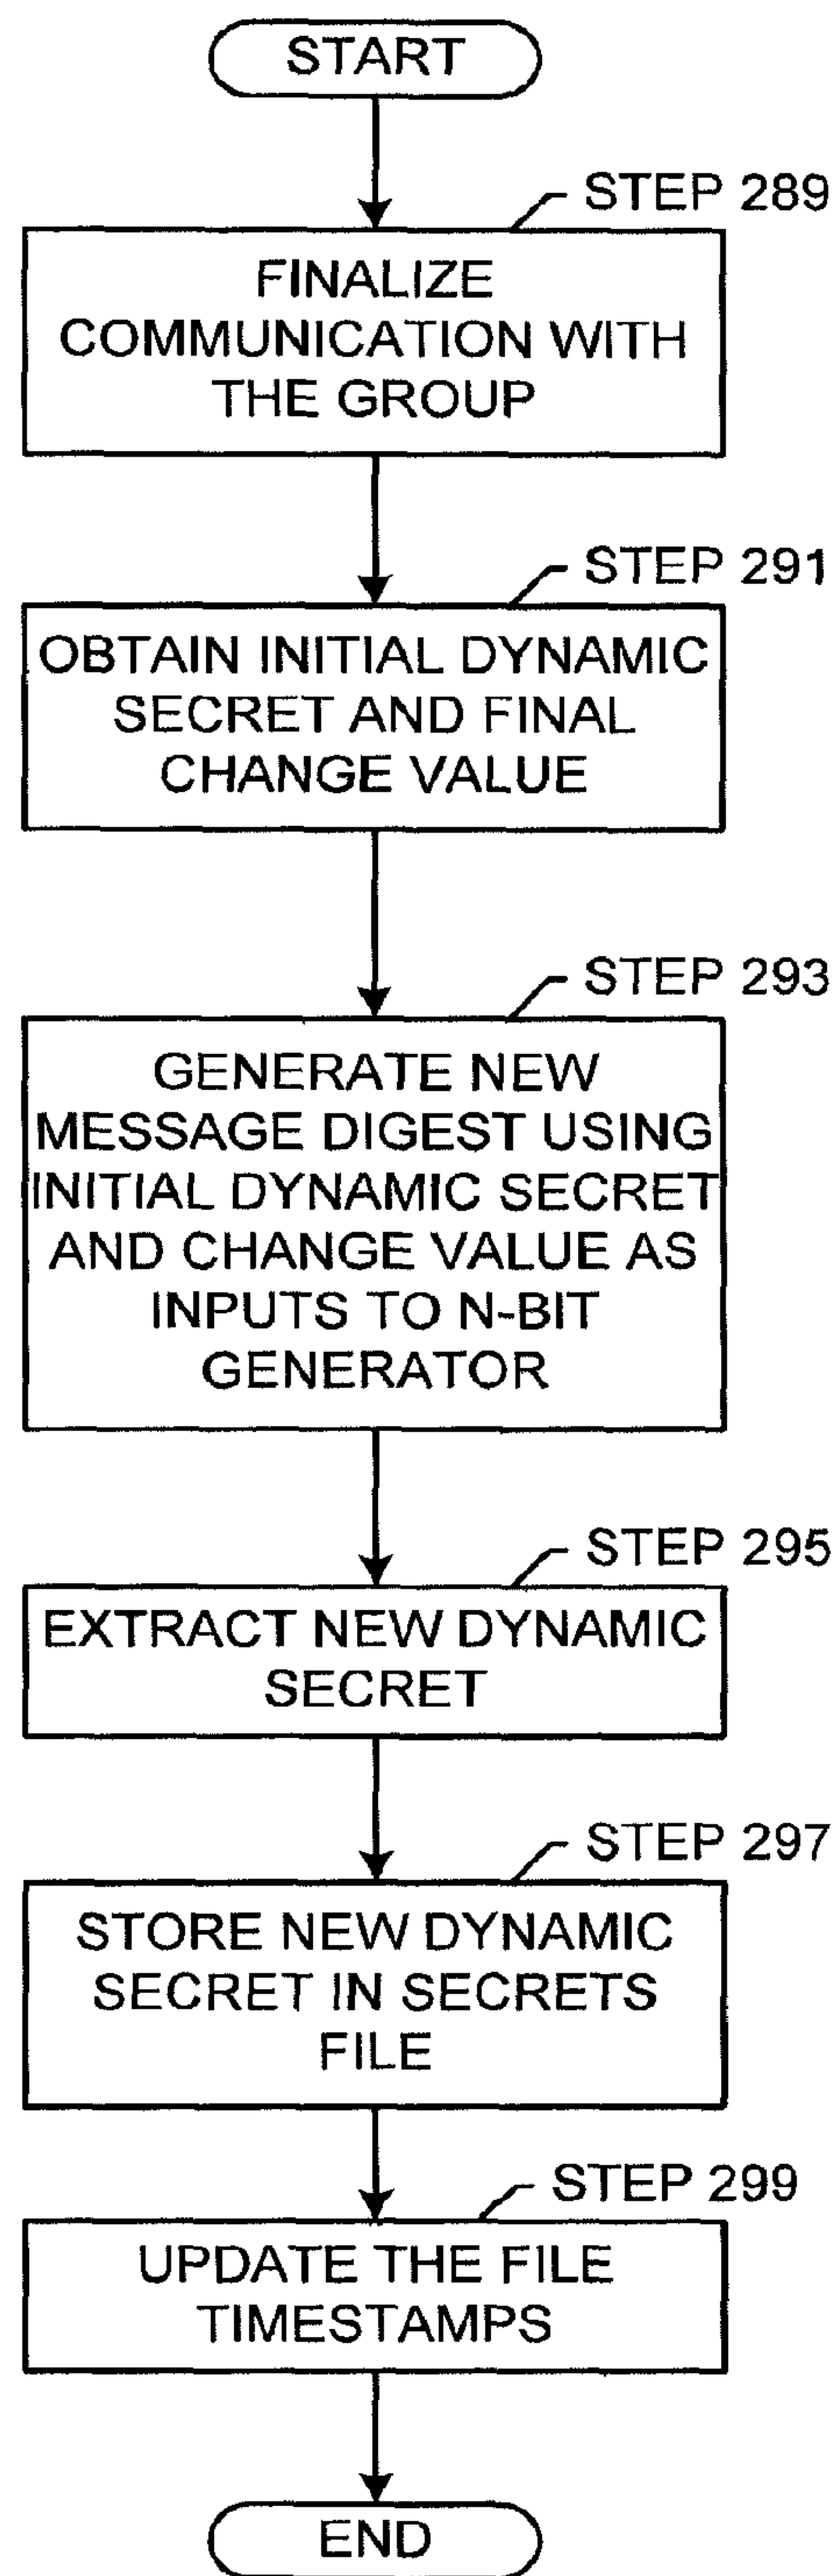 START
STEP 289
FINALIZE
COMMUNICATION WITH
THE GROUP
STEP 291
OBTAIN INITIAL DYNAMIC
SECRET AND FINAL
CHANGE VALUE
STEP 293
GENERATE NEW
MESSAGE DIGEST USING
INITIAL DYNAMIC SECRET
AND CHANGE VALUE AS
INPUTS TO N-BIT
GENERATOR
STEP 295
EXTRACT NEW DYNAMIC
SECRET
STEP 297
STORE NEW DYNAMIC
SECRET IN SECRETS
FILE
STEP 299
UPDATE THE FILE
TIMESTAMPS
END